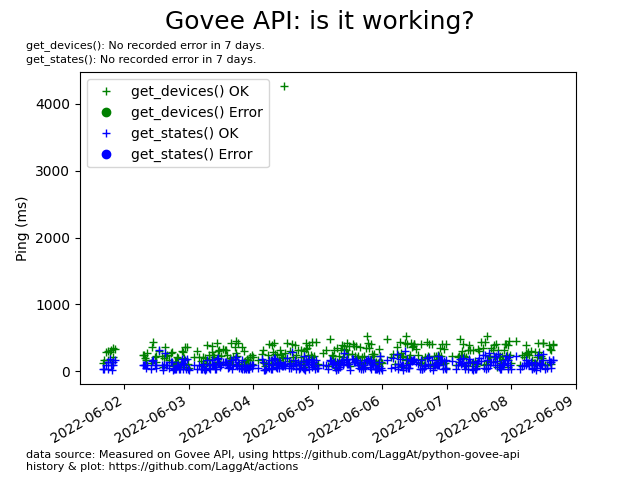 Govee API: is it working?
get_devices(): No recorded error in 7 days.
get_states(): No recorded error in 7 days.
get_devices() OK
get_devices() Error
get_states() OK
get_states() Error
Ping (ms)
4000
3000
2000
1000
0
2022-06-02
2022-06-03
2022-06-04
2022-06-05
2022-06-06
2022-06-07
2022-06-08
2022-06-09
data source: Measured on Govee API, using https://github.com/LaggAt/python-govee-api
history & plot: https://github.com/LaggAt/actions